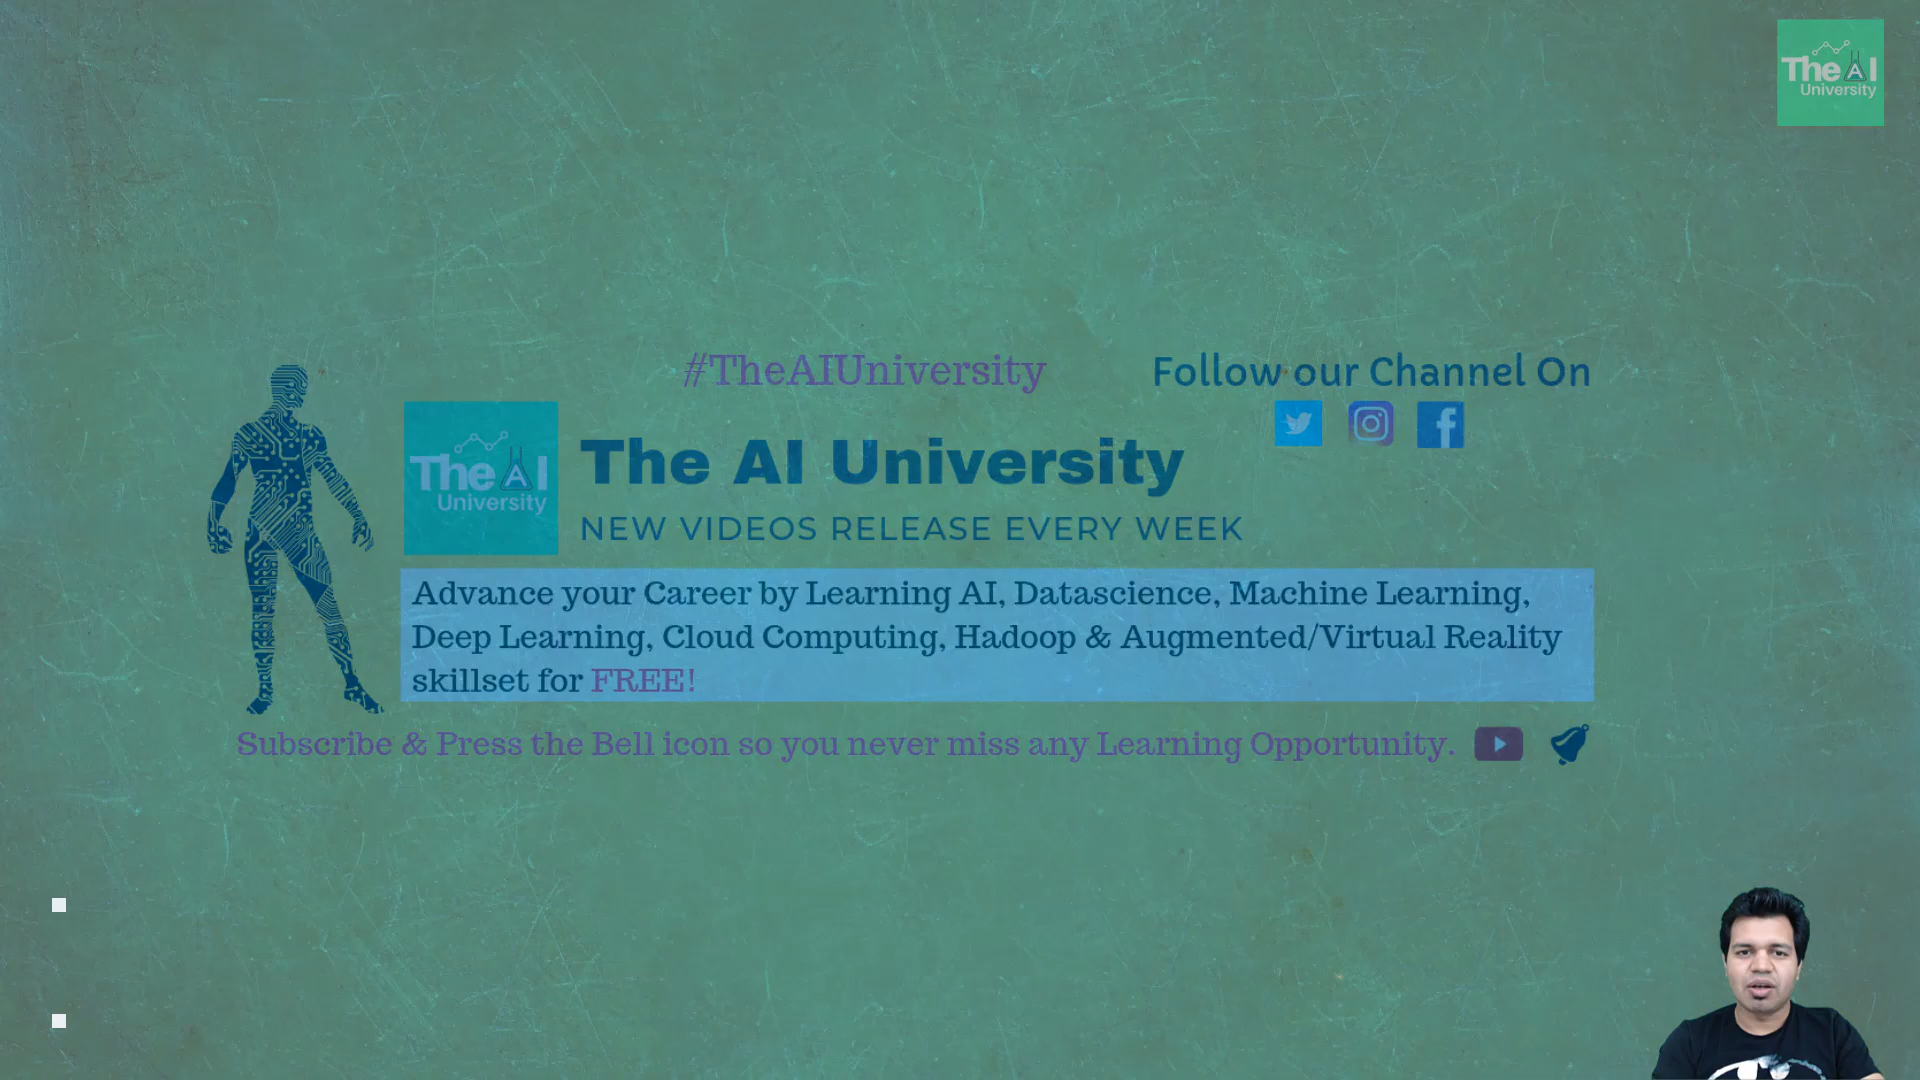 The AI
University
#TheAIUniversity
Follow our Channel On
The AI
University
The AI University
NEW VIDEOS RELEASE EVERY WEEK
Advance your Career by Learning AI, Datascience, Machine Learning,
Deep Learning, Cloud Computing, Hadoop & Augmented/Virtual Reality
skillset for FREE!
Subscribe & Press the Bell icon so you never miss any Learning Opportunity.